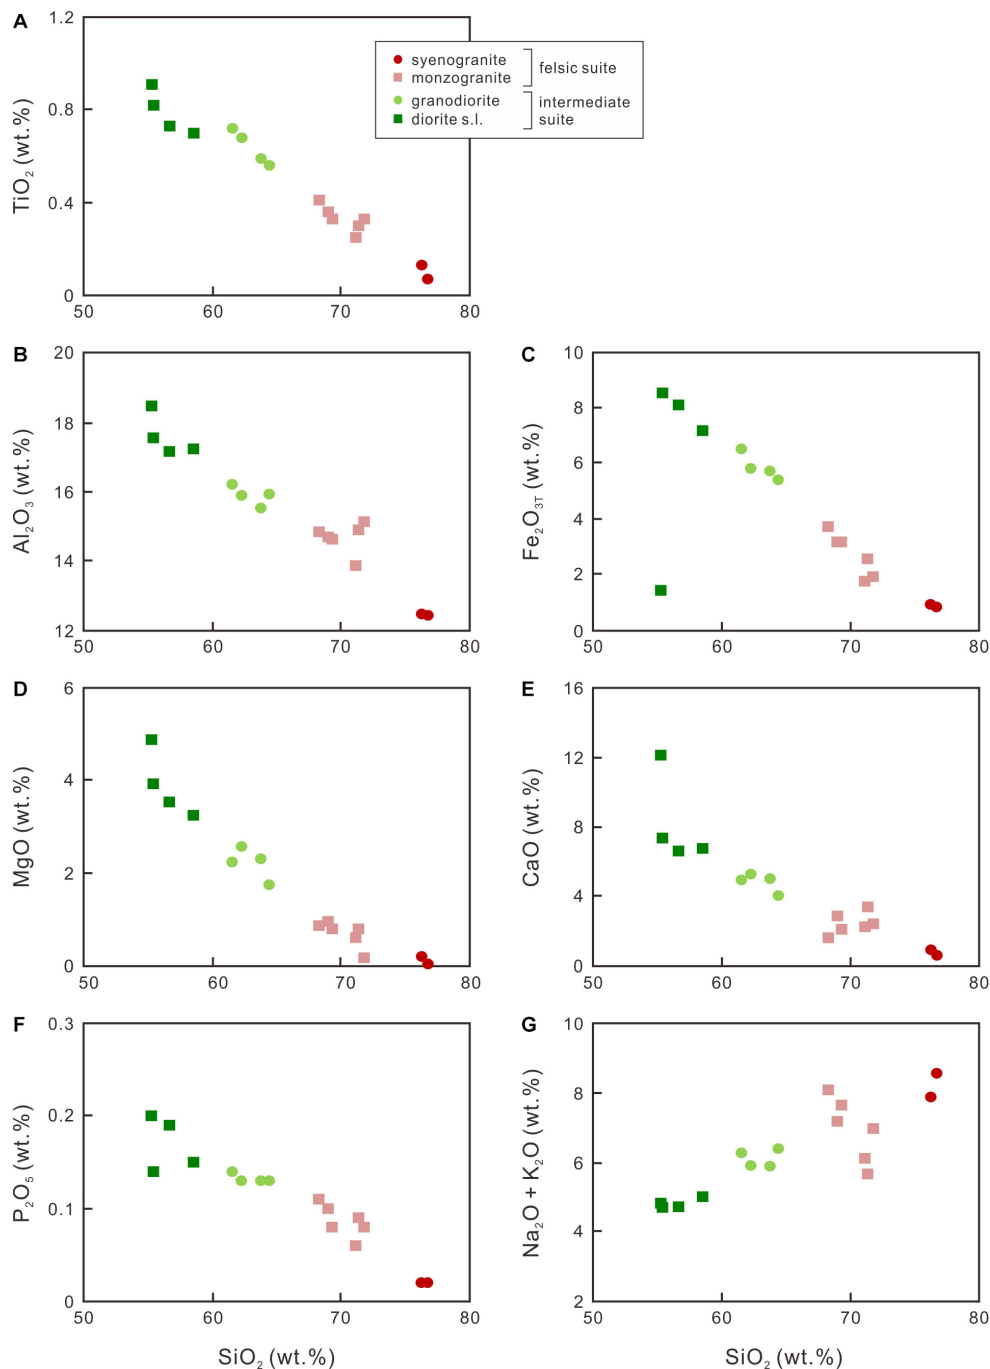 A
TiO₂ (wt.%)
1.2
0.8
0.4
0
50 60 70 80
syenogranite
monzogranite
felsic suite
granodiorite
diorite s.l.
intermediate
suite
B
Al₂O₃ (wt.%)
20
18
16
14
12
50 60 70 80
C
Fe₂O₃T (wt.%)
10
8
6
4
2
0
50 60 70 80
D
MgO (wt.%)
6
4
2
0
50 60 70 80
E
CaO (wt.%)
16
12
8
4
0
50 60 70 80
F
P₂O₅ (wt.%)
0.3
0.2
0.1
0
50 60 70 80
SiO₂ (wt.%)
G
Na₂O + K₂O (wt.%)
10
8
6
4
2
50 60 70 80
SiO₂ (wt.%)